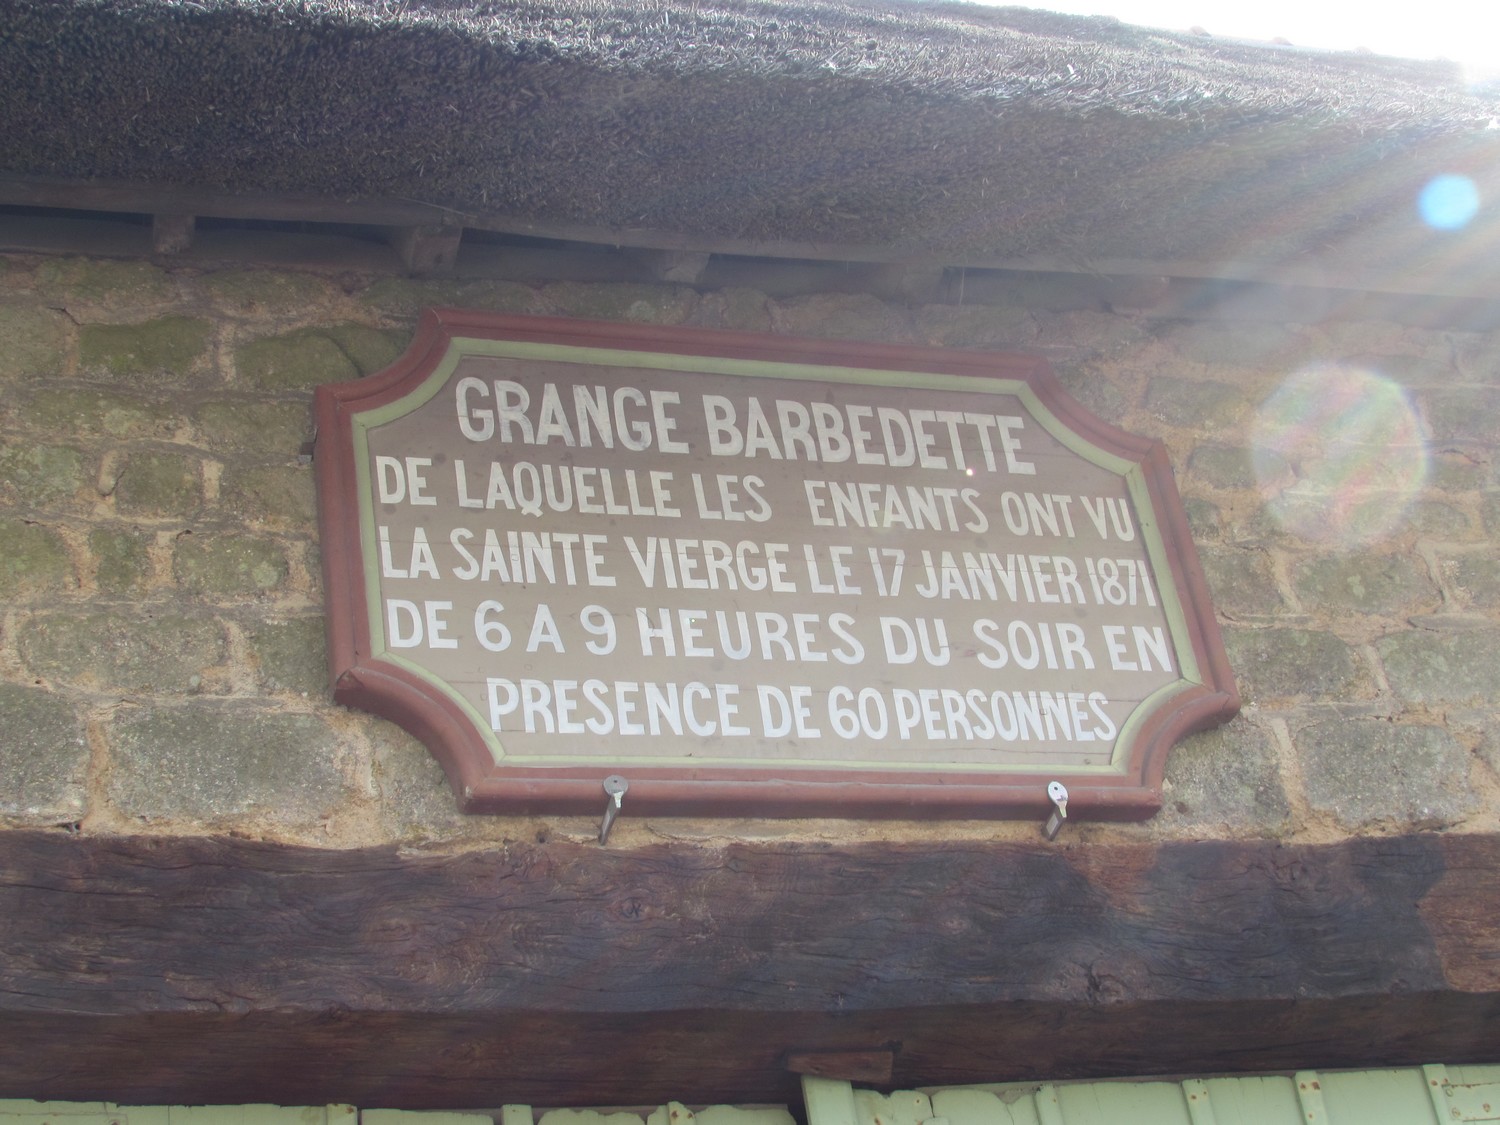 GRANGE BARBEDETTE
DE LAQUELLE LES ENFANTS ONT VU
LA SAINTE VIERGE LE 17 JANVIER 1871
DE 6 A 9 HEURES DU SOIR EN
PRESENCE DE 60 PERSONNES